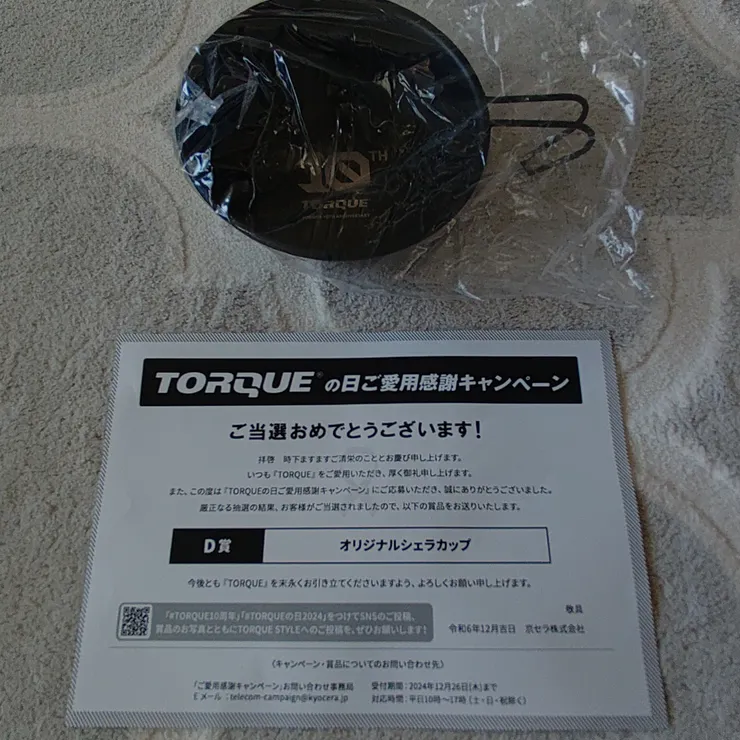 10TH
TORQUE
TORQUE® の日ご愛用感謝キャンペーン
ご当選おめでとうございます!
拝啓 時下ますますご清栄のこととお慶び申し上げます。
いつも『TORQUE』をご愛用いただき、厚く御礼申し上げます。
また、この度は『TORQUEの日ご愛用感謝キャンペーン』にご応募いただき、誠にありがとうございました。
厳正なる抽選の結果、お客様がご当選されましたので、以下の賞品をお送りいたします。
D賞 オリジナルシェラカップ
今後とも『TORQUE』を末永くお引き立てくださいますよう、よろしくお願い申し上げます。
敬具
「#TORQUE10周年」「#TORQUEの日2024」をつけてSNSのご投稿、
賞品のお写真とともにTORQUE STYLEへのご投稿を、ぜひお願いします!
令和6年12月吉日 京セラ株式会社
〈キャンペーン・賞品についてのお問い合わせ先〉
「ご愛用感謝キャンペーン」お問い合わせ事務局 受付期間:2024年12月26日(木)まで
Eメール:telecom-campaign@kyocera.jp 対応時間:平日10時〜17時(土・日・祝除く)